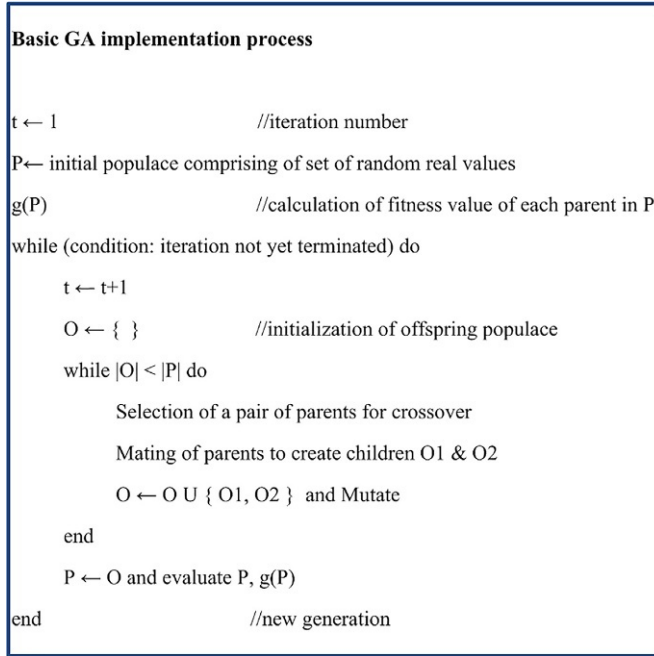 Basic GA implementation process
t ← 1 //iteration number
P← initial populace comprising of set of random real values
g(P) //calculation of fitness value of each parent in P
while (condition: iteration not yet terminated) do
t ← t+1
O ← { } //initialization of offspring populace
while |O| < |P| do
Selection of a pair of parents for crossover
Mating of parents to create children O1 & O2
O ← O U { O1, O2 } and Mutate
end
P ← O and evaluate P, g(P)
end //new generation